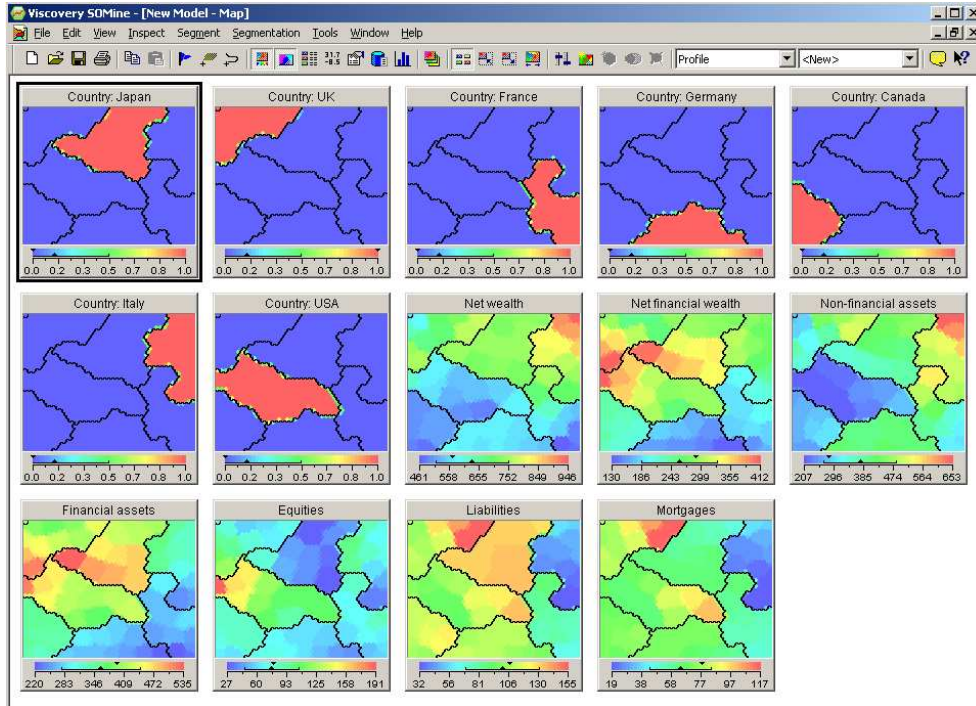 Viscovery SOMine - [New Model - Map]
File Edit View Inspect Segment Segmentation Tools Window Help
31.7 -0.5 Profile <New>
Country: Japan Country: UK Country: France Country: Germany Country: Canada
0.0 0.2 0.3 0.5 0.7 0.8 1.0 0.0 0.2 0.3 0.5 0.7 0.8 1.0 0.0 0.2 0.3 0.5 0.7 0.8 1.0 0.0 0.2 0.3 0.5 0.7 0.8 1.0 0.0 0.2 0.3 0.5 0.7 0.8 1.0
Country: Italy Country: USA Net wealth Net financial wealth Non-financial assets
0.0 0.2 0.3 0.5 0.7 0.8 1.0 0.0 0.2 0.3 0.5 0.7 0.8 1.0 461 558 655 752 849 946 130 186 243 299 355 412 207 296 385 474 564 653
Financial assets Equities Liabilities Mortgages
220 283 346 409 472 535 27 60 93 125 158 191 32 56 81 106 130 155 19 38 58 77 97 117